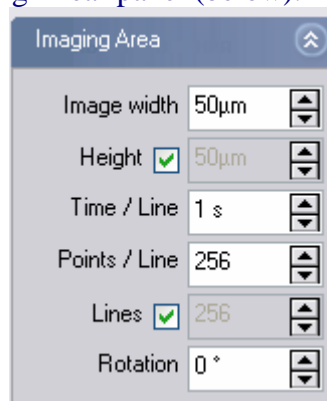 Imaging Area
Image width 50µm
Height 50µm
Time / Line 1 s
Points / Line 256
Lines 256
Rotation 0 °